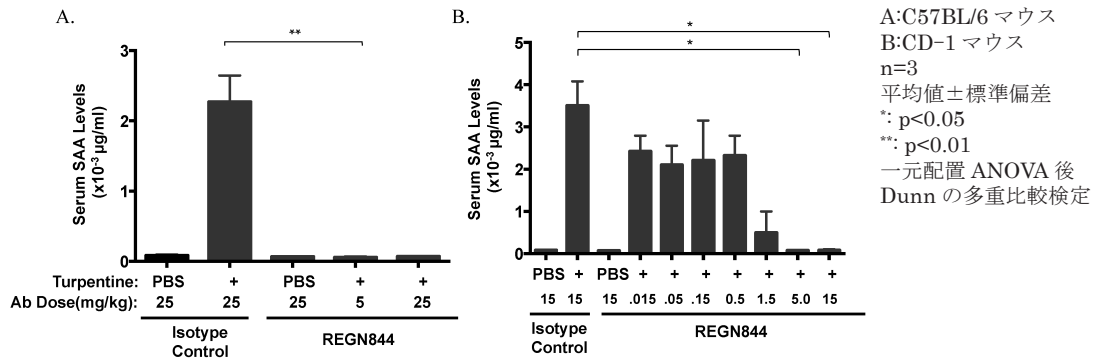 A.
**
3
2
1
0
Serum SAA Levels
(x10⁻³ µg/ml)
Turpentine: PBS + PBS + +
Ab Dose(mg/kg): 25 25 25 5 25
Isotype
Control
REGN844
B.
*
*
5
4
3
2
1
0
Serum SAA Levels
(x10⁻³ µg/ml)
PBS + PBS + + + + + + +
15 15 15 .015 .05 .15 0.5 1.5 5.0 15
Isotype
Control
REGN844
A:C57BL/6 マウス
B:CD-1 マウス
n=3
平均値±標準偏差
*: p<0.05
**: p<0.01
一元配置 ANOVA 後
Dunn の多重比較検定